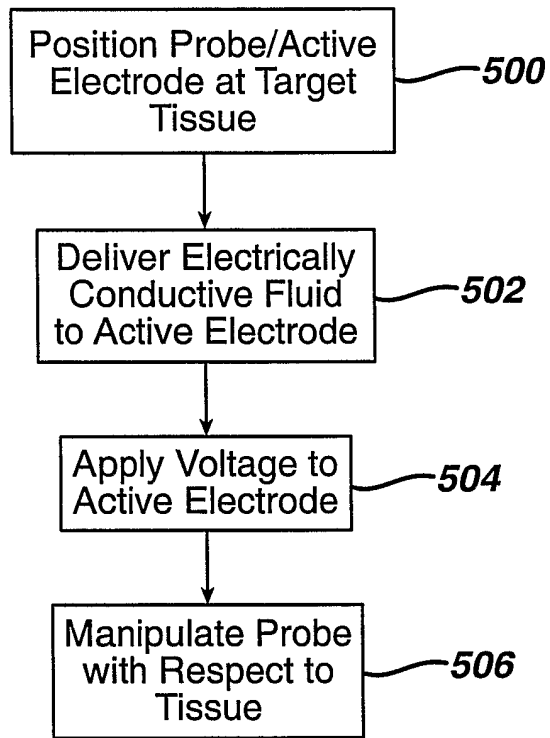 Position Probe/Active
Electrode at Target
Tissue
500
Deliver Electrically
Conductive Fluid
to Active Electrode
502
Apply Voltage to
Active Electrode
504
Manipulate Probe
with Respect to
Tissue
506